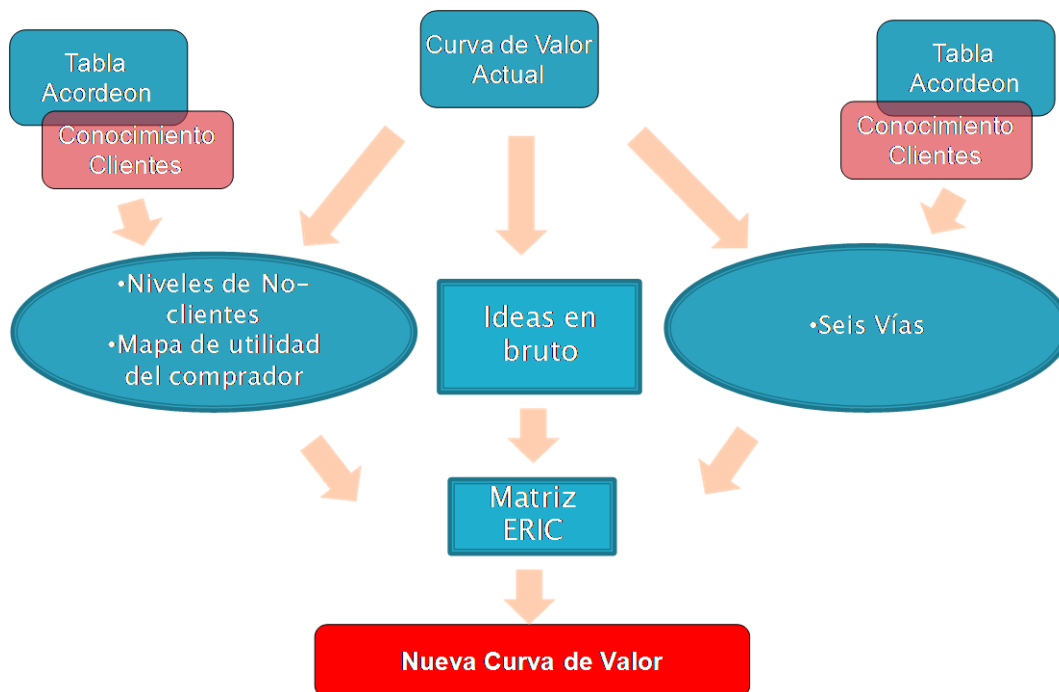 Tabla
Acordeon
Conocimiento
Clientes
Curva de Valor
Actual
Tabla
Acordeon
Conocimiento
Clientes
•Niveles de No-
clientes
•Mapa de utilidad
del comprador
Ideas en
bruto
•Seis Vías
Matriz
ERIC
Nueva Curva de Valor